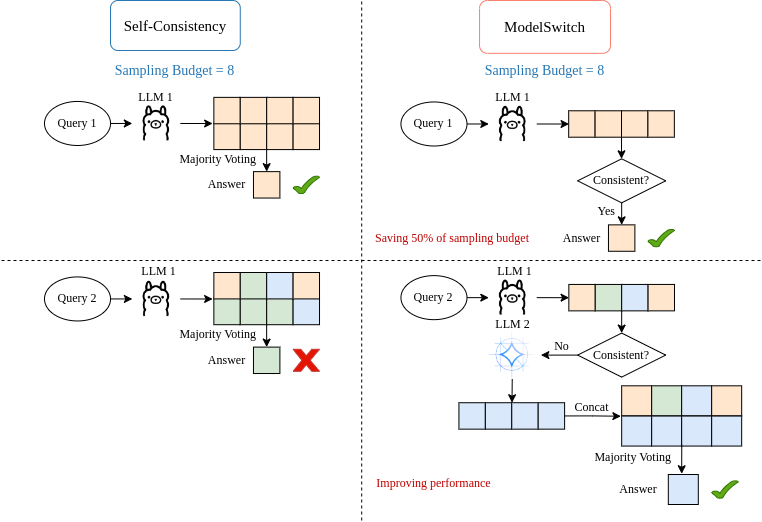 Self-Consistency
Sampling Budget = 8
LLM 1
Query 1
Majority Voting
Answer
ModelSwitch
Sampling Budget = 8
LLM 1
Query 1
Consistent?
Yes
Answer
Saving 50% of sampling budget
LLM 1
Query 2
Majority Voting
Answer
LLM 1
Query 2
LLM 2
Consistent?
No
Concat
Majority Voting
Answer
Improving performance